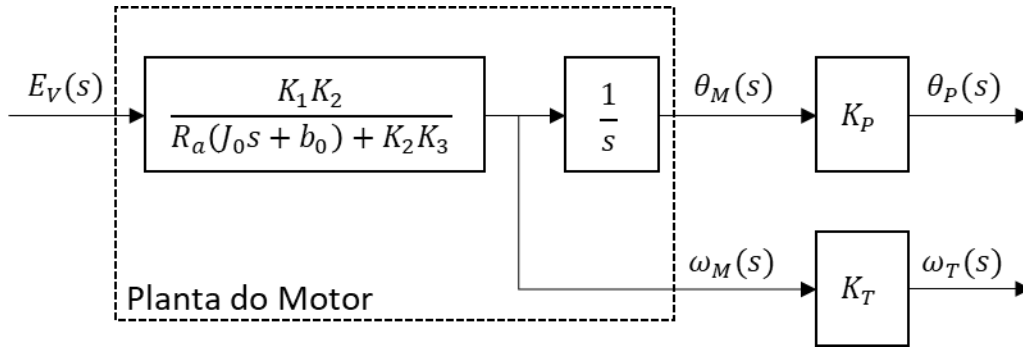 E_V(s)
K_1K_2
R_a(J_0s + b_0) + K_2K_3
1
s
θ_M(s)
K_P
θ_P(s)
ω_M(s)
K_T
ω_T(s)
Planta do Motor